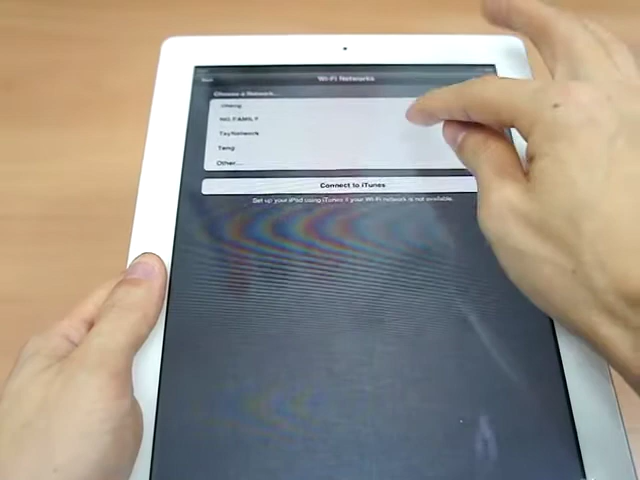 Wi-Fi Networks
Choose a Network...
TayNetwork
Teng
Other...
Connect to iTunes
Set up your iPad using iTunes if your Wi-Fi network is not available.